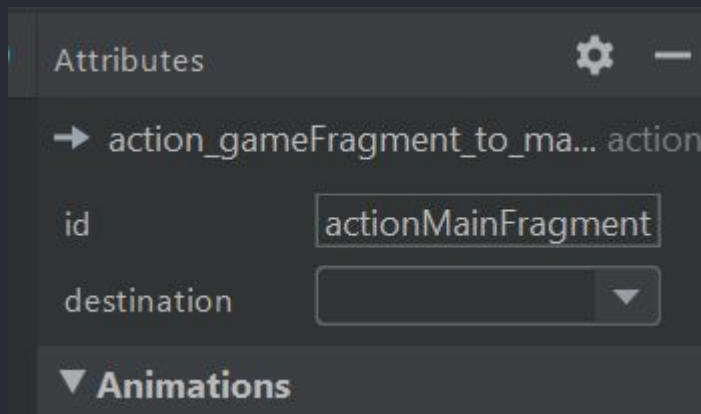 Attributes
action_gameFragment_to_ma... action
id actionMainFragment
destination
Animations